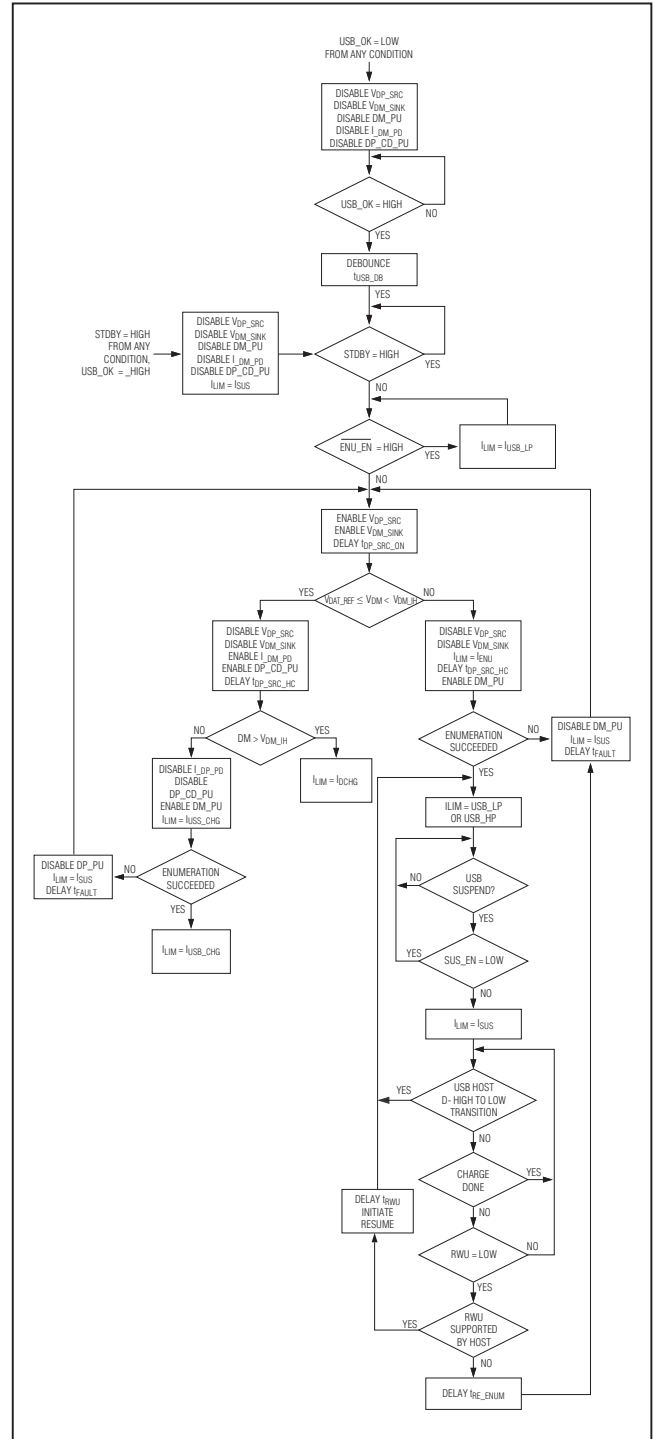 USB_OK = LOW
FROM ANY CONDITION
DISABLE VDP_SRC
DISABLE VDM_SINK
DISABLE DM_PU
DISABLE I_DM_PD
DISABLE DP_CD_PU
USB_OK = HIGH
NO
YES
DEBOUNCE
tUSB_DB
YES
STDBY = HIGH
FROM ANY
CONDITION,
USB_OK = _HIGH
DISABLE VDP_SRC
DISABLE VDM_SINK
DISABLE DM_PU
DISABLE I_DM_PD
DISABLE DP_CD_PU
ILIM = ISUS
STDBY = HIGH
YES
NO
ENU_EN = HIGH
YES
ILIM = IUSB_LP
NO
ENABLE VDP_SRC
ENABLE VDM_SINK
DELAY tDP_SRC_ON
YES
VDAT_REF ≤ VDM < VDM_IH
NO
DISABLE VDP_SRC
DISABLE VDM_SINK
ENABLE I_DM_PD
ENABLE DP_CD_PU
DELAY tDP_SRC_HC
DISABLE VDP_SRC
DISABLE VDM_SINK
ILIM = IENU
DELAY tDP_SRC_HC
ENABLE DM_PU
NO
DM > VDM_IH
YES
ILIM = IDCHG
ENUMERATION
SUCCEEDED
NO
YES
DISABLE DM_PU
ILIM = ISUS
DELAY tFAULT
DISABLE I_DP_PD
DISABLE
DP_CD_PU
ENABLE DM_PU
ILIM = IUSS_CHG
ILIM = USB_LP
OR USB_HP
DISABLE DP_PU
ILIM = ISUS
DELAY tFAULT
NO
ENUMERATION
SUCCEEDED
YES
ILIM = IUSB_CHG
NO
USB
SUSPEND?
YES
YES
SUS_EN = LOW
NO
ILIM = ISUS
YES
USB HOST
D- HIGH TO LOW
TRANSITION
NO
CHARGE
DONE
YES
NO
DELAY tRWU
INITIATE
RESUME
RWU = LOW
NO
YES
YES
RWU
SUPPORTED
BY HOST
NO
DELAY tRE_ENUM